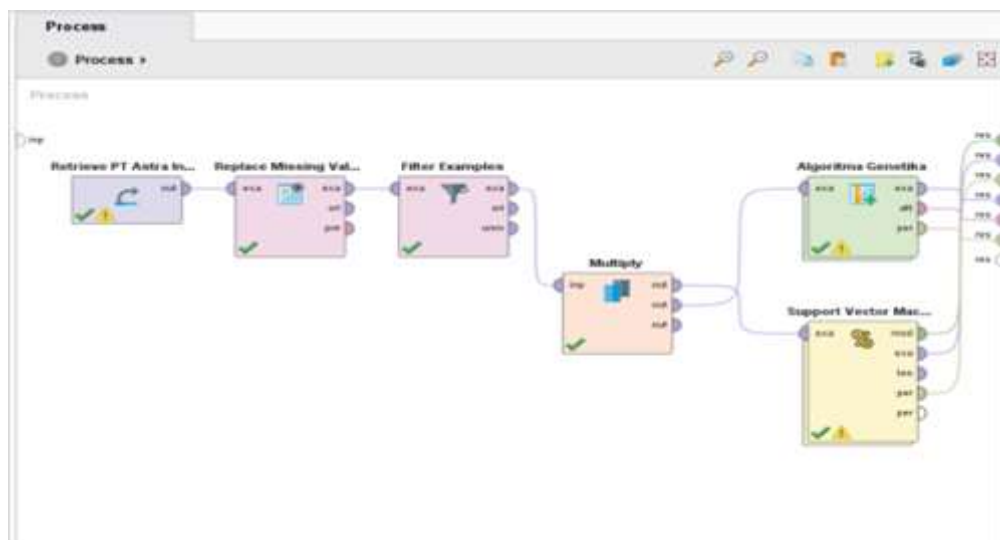 Process
Process
Process
inp
Retrieve PT Astra In...
out
Replace Missing Val...
exa
exa
ori
pre
Filter Examples
exa
exa
ori
unm
Multiply
inp
out
out
out
Algoritma Genetika
exa
exa
att
per
Support Vector Mac...
exa
mod
exa
tes
per
per
res
res
res
res
res
res
res